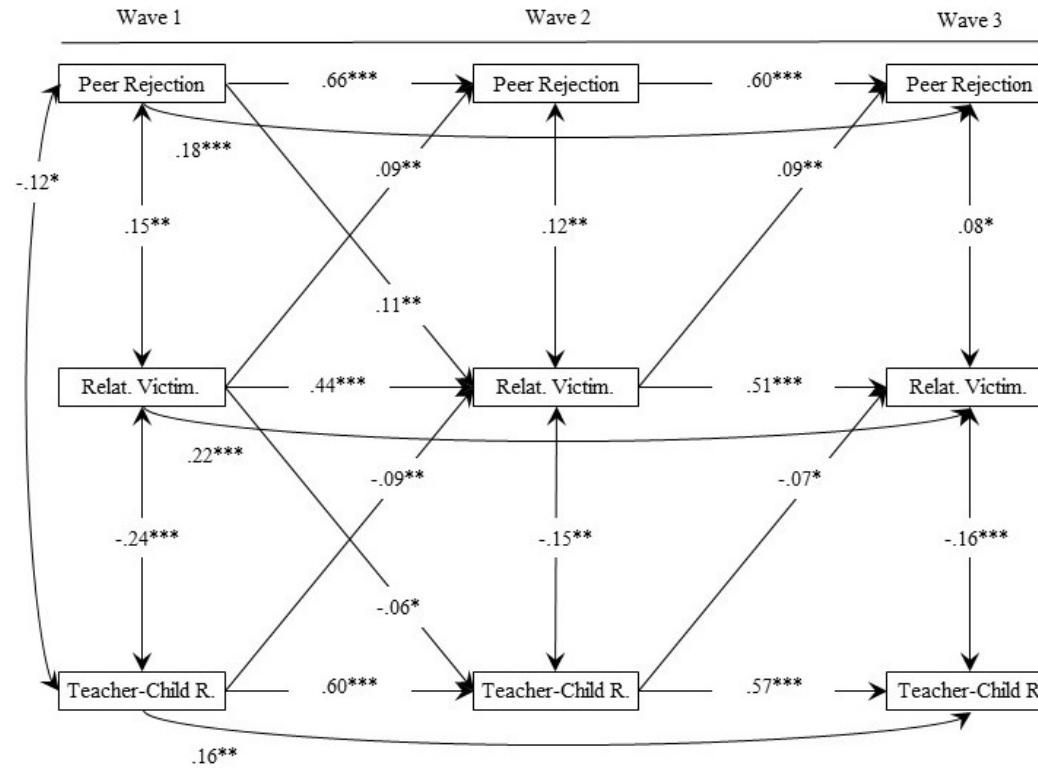 Wave 1 Wave 2 Wave 3
Peer Rejection .66*** Peer Rejection .60*** Peer Rejection
.18***
-.12* .09** .09**
.15** .12** .08*
.11**
Relat. Victim. .44*** Relat. Victim. .51*** Relat. Victim.
.22***
-.09** -.07*
-.24*** -.15** -.16***
-.06*
Teacher-Child R. .60*** Teacher-Child R. .57*** Teacher-Child R
.16**